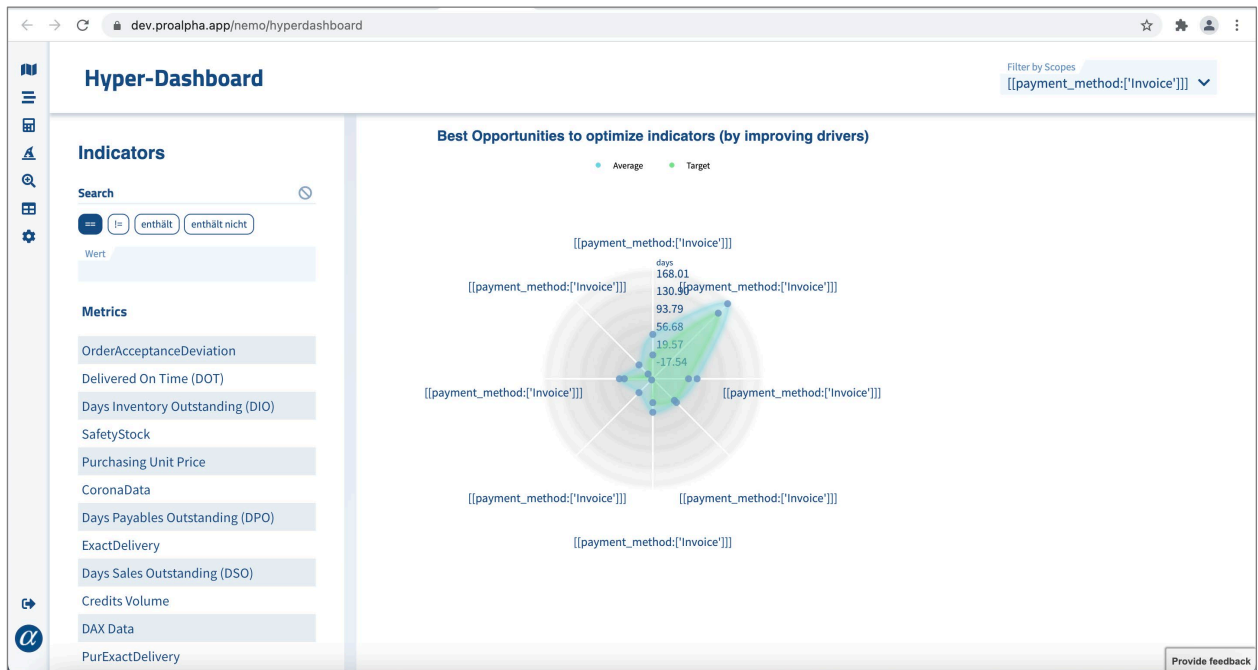 dev.proalpha.app/nemo/hyperdashboard
Hyper-Dashboard
Filter by Scopes
[[payment_method:['Invoice']]]
Indicators
Search
==
!=
enthält
enthält nicht
Wert
Metrics
OrderAcceptanceDeviation
Delivered On Time (DOT)
Days Inventory Outstanding (DIO)
SafetyStock
Purchasing Unit Price
CoronaData
Days Payables Outstanding (DPO)
ExactDelivery
Days Sales Outstanding (DSO)
Credits Volume
DAX Data
PurExactDelivery
Best Opportunities to optimize indicators (by improving drivers)
Average
Target
[[payment_method:['Invoice']]]
days
168.01
[[payment_method:['Invoice']]]
130.90
[[payment_method:['Invoice']]]
93.79
56.68
19.57
-17.54
[[payment_method:['Invoice']]]
[[payment_method:['Invoice']]]
[[payment_method:['Invoice']]]
[[payment_method:['Invoice']]]
[[payment_method:['Invoice']]]
α
Provide feedback